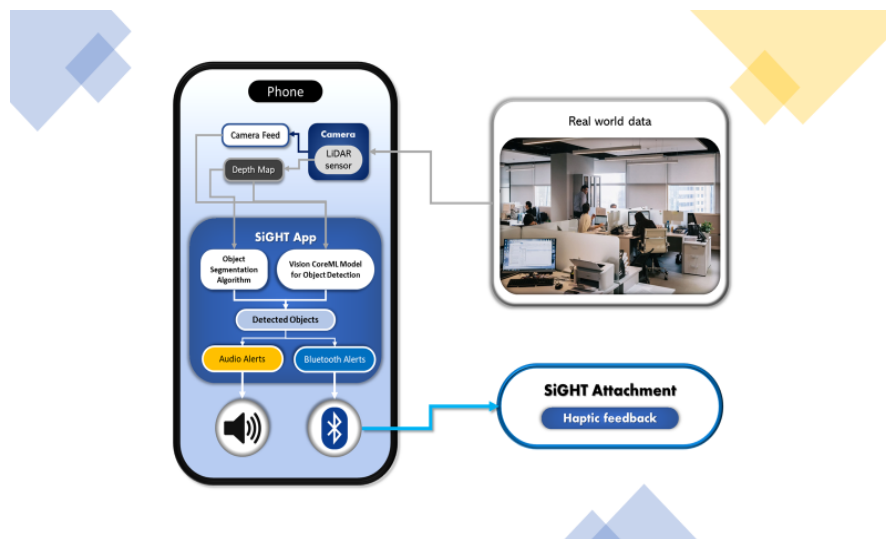 Phone
Real world data
Camera Feed
Camera
LiDAR
sensor
Depth Map
SiGHT App
Object
Segmentation
Algorithm
Vision CoreML Model
for Object Detection
Detected Objects
Audio Alerts
Bluetooth Alerts
SiGHT Attachment
Haptic feedback